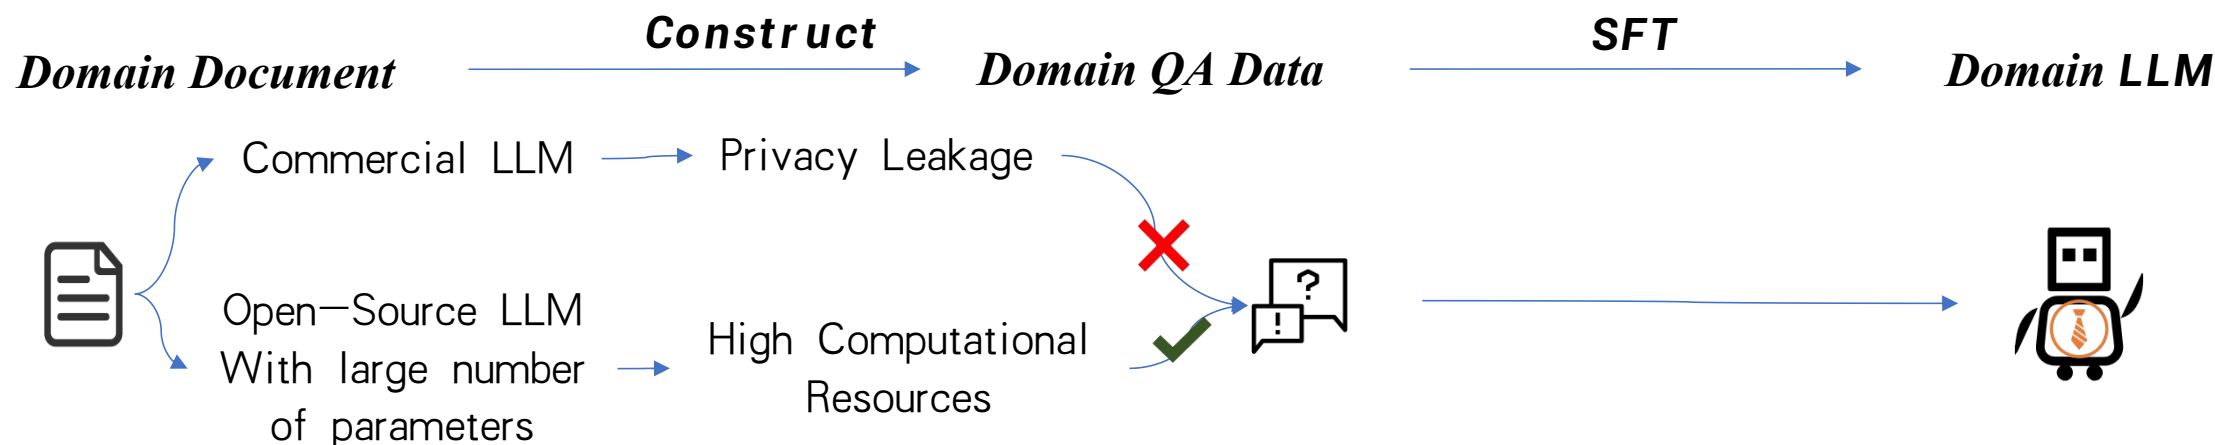 Construct
SFT
Domain Document
Domain QA Data
Domain LLM
Commercial LLM
Privacy Leakage
Open-Source LLM
With large number
of parameters
High Computational
Resources
?
!